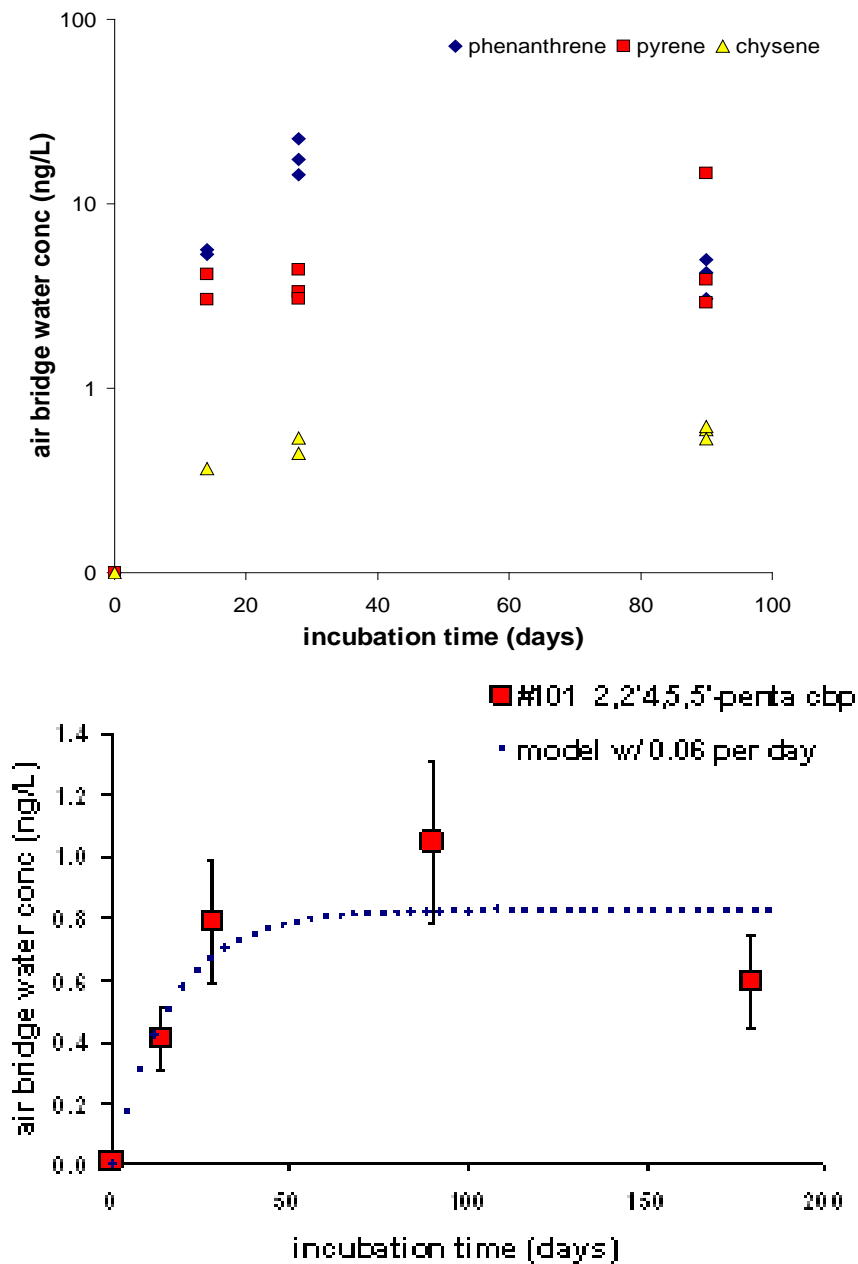 100
phenanthrene pyrene chysene
10
1
0
air bridge water conc (ng/L)
0 20 40 60 80 100
incubation time (days)
#101 2,2'4,5,5'-penta cbp
model w/ 0.06 per day
1.4
1.2
1.0
0.8
0.6
0.4
0.2
0.0
air bridge water conc (ng/L)
0 50 100 150 200
incubation time (days)